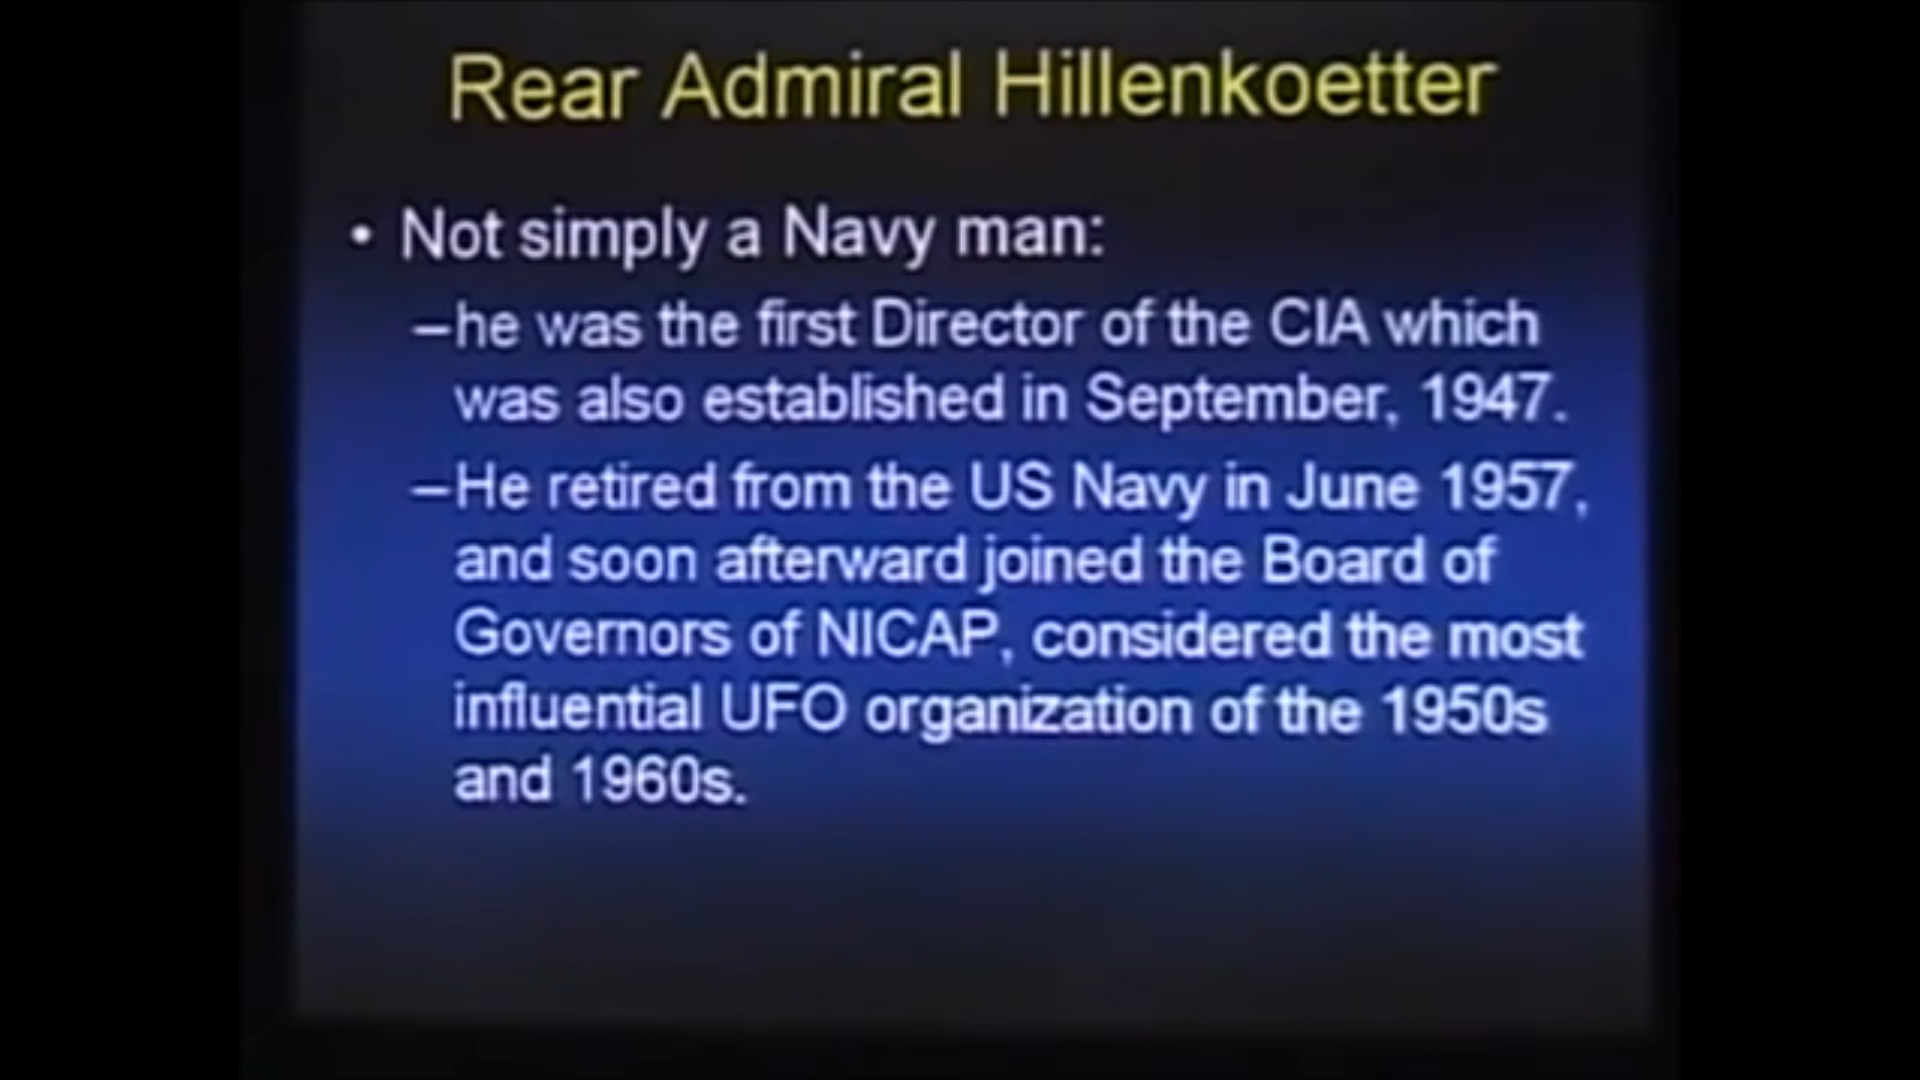 Rear Admiral Hillenkoetter
• Not simply a Navy man:
–he was the first Director of the CIA which
was also established in September, 1947.
–He retired from the US Navy in June 1957,
and soon afterward joined the Board of
Governors of NICAP, considered the most
influential UFO organization of the 1950s
and 1960s.